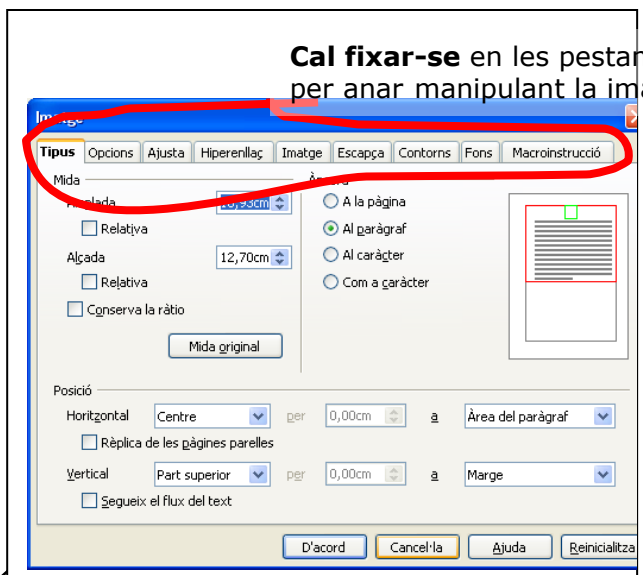 Cal fixar-se en les
per anar manipulant la ima
Imatge
Tipus Opcions Ajusta Hiperenllaç Imatge Escapça Contorns Fons Macroinstrucció
Mida
A la pàgina
Relativa
Al paràgraf
Alçada 12,70cm
Al caràcter
Relativa
Com a caràcter
Conserva la ràtio
Mida original
Posició
Horitzontal Centre per 0,00cm a Àrea del paràgraf
Rèplica de les pàgines parelles
Vertical Part superior per 0,00cm a Marge
Segueix el flux del text
D'acord Cancel·la Ajuda Reinicialitza